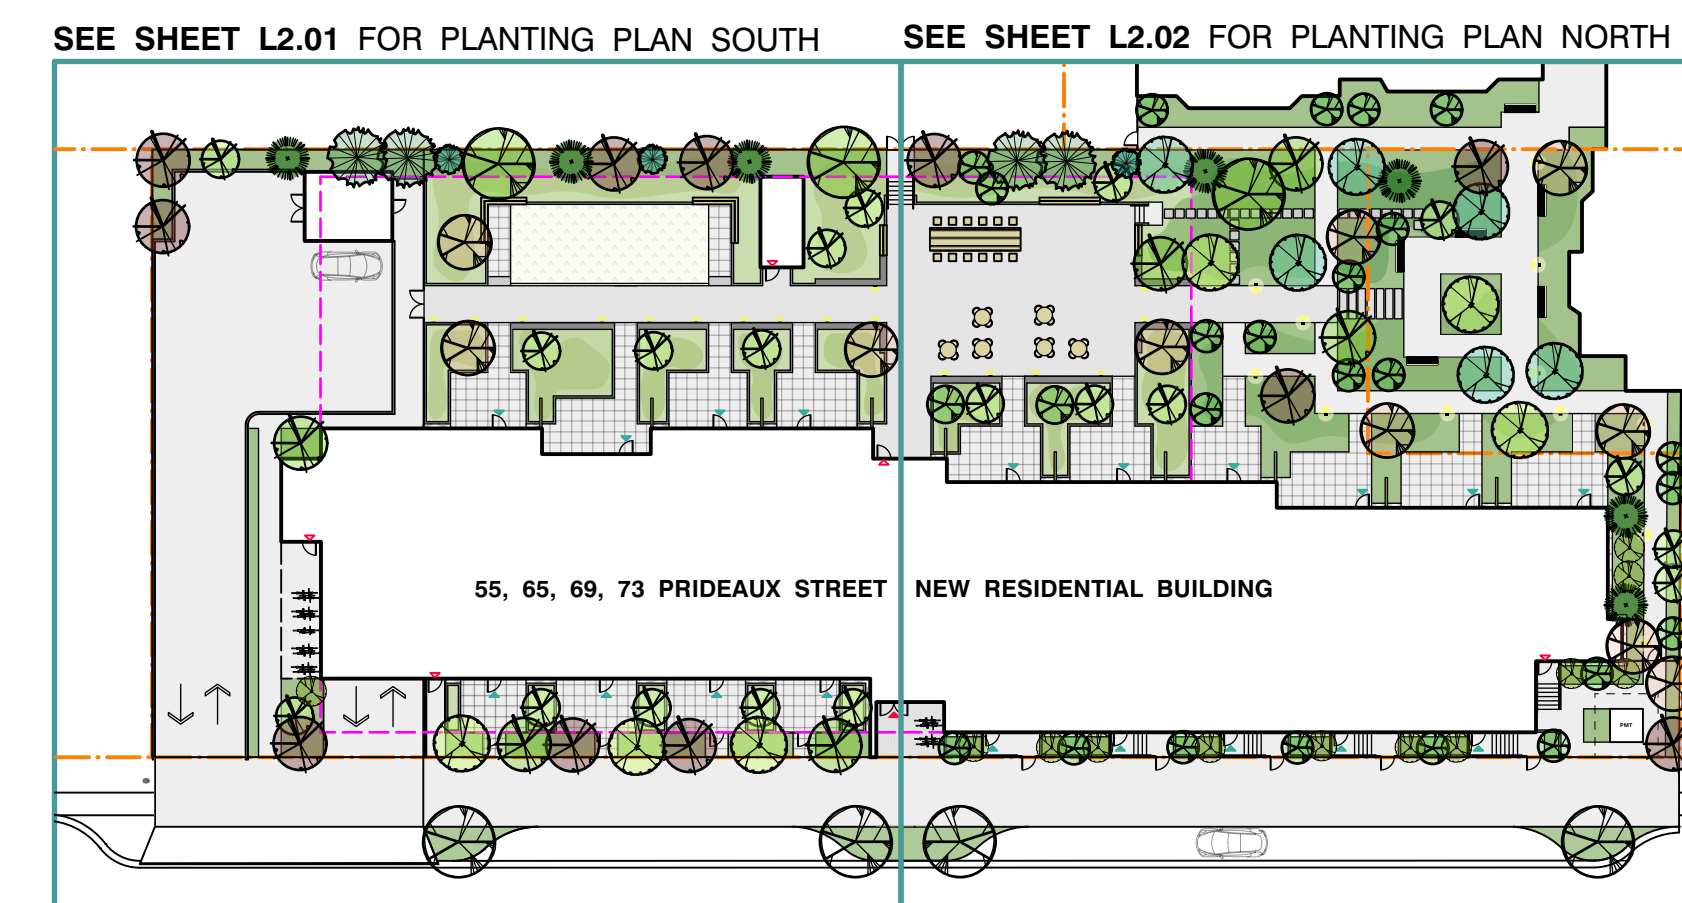 SEE SHEET L2.01 FOR PLANTING PLAN SOUTH
SEE SHEET L2.02 FOR PLANTING PLAN NORTH
55, 65, 69, 73 PRIDEAUX STREET NEW RESIDENTIAL BUILDING
PMT